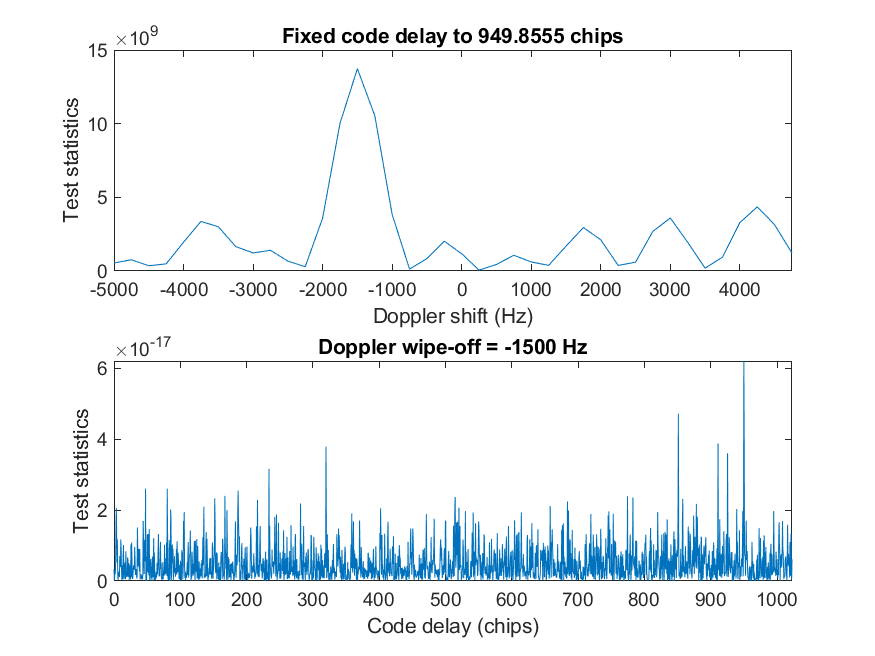 Fixed code delay to 949.8555 chips
×10^9
15
10
5
0
Test statistics
-5000 -4000 -3000 -2000 -1000 0 1000 2000 3000 4000
Doppler shift (Hz)
Doppler wipe-off = -1500 Hz
×10^-17
6
4
2
0
Test statistics
0 100 200 300 400 500 600 700 800 900 1000
Code delay (chips)